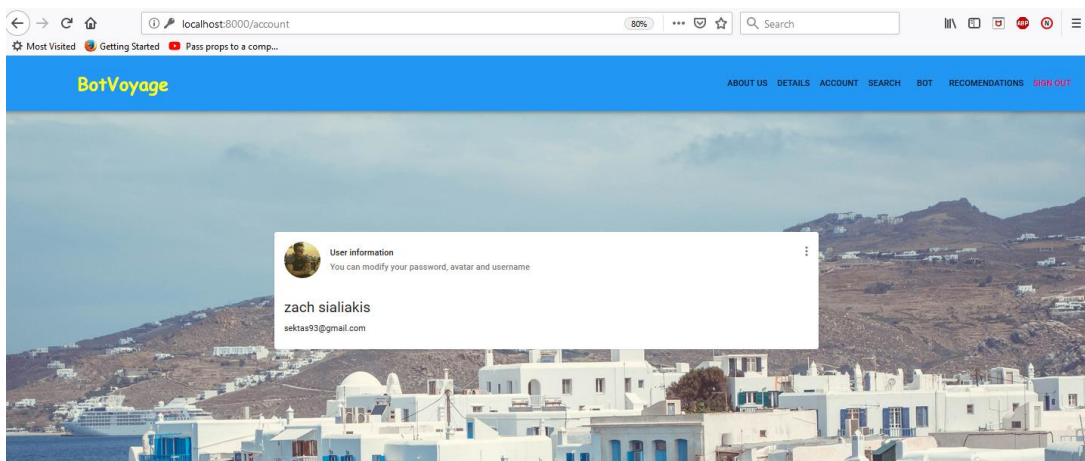 localhost:8000/account
80%
Search
Most Visited
Getting Started
Pass props to a comp...
ABP
N
BotVoyage
ABOUT US DETAILS ACCOUNT SEARCH BOT RECOMENDATIONS SIGN OUT
User information
You can modify your password, avatar and username
zach sialiakis
sektas93@gmail.com